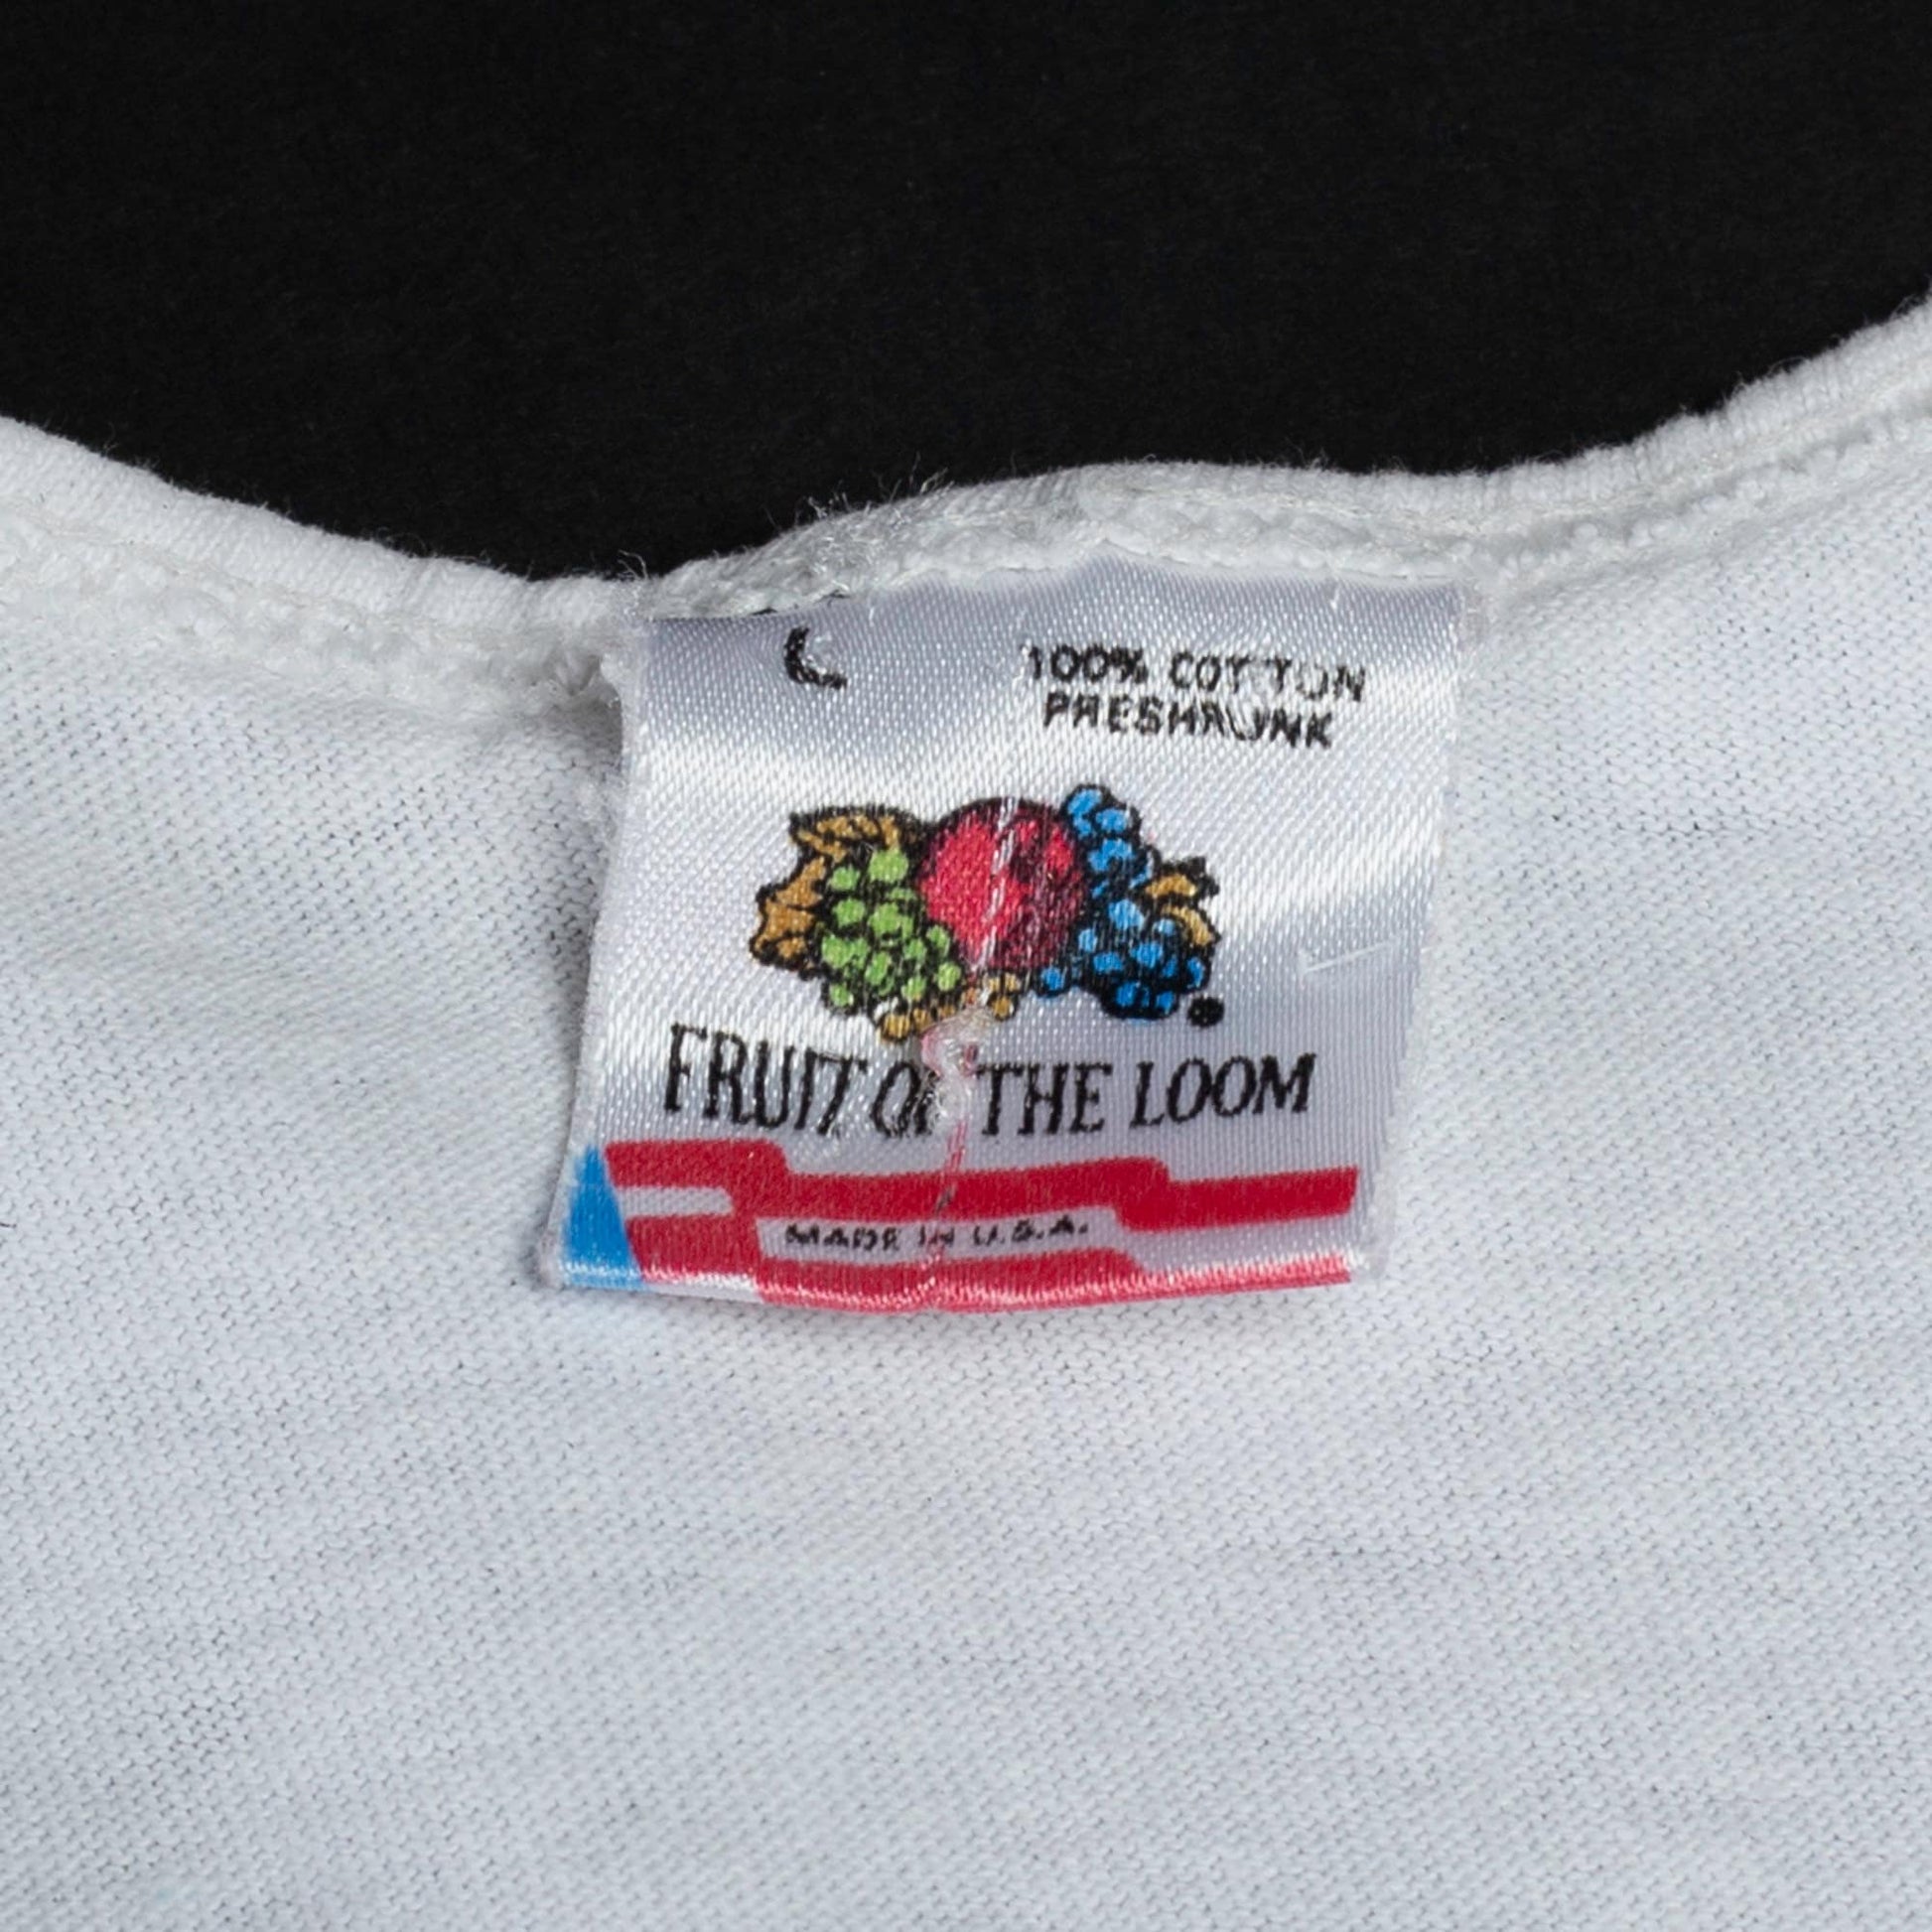 L
100% COTTON
PRESHRUNK
FRUIT OF THE LOOM
MADE IN U.S.A.